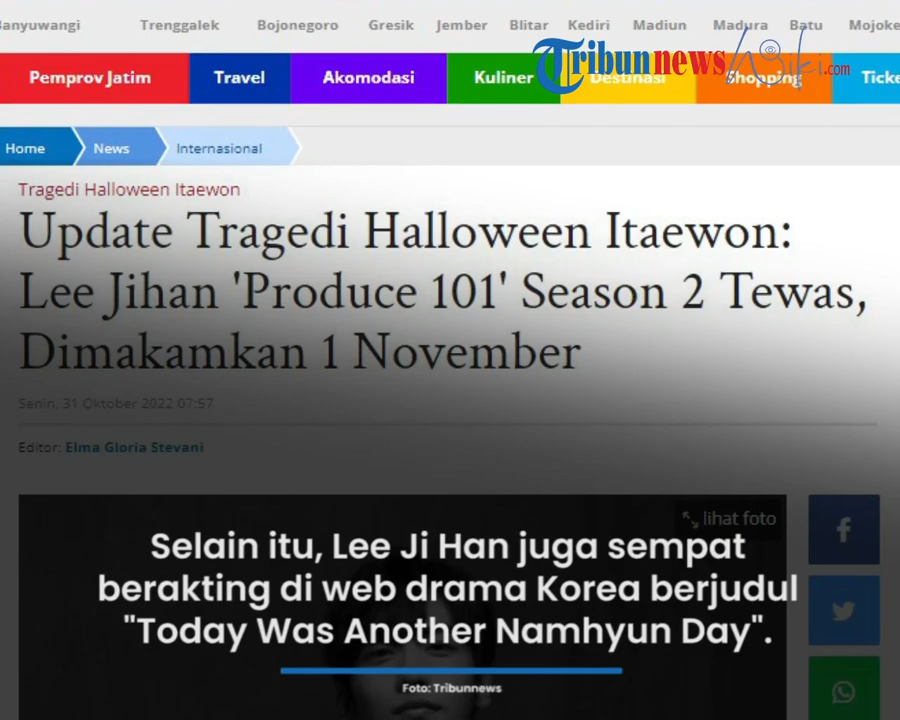 Banyuwangi Trenggalek Bojonegoro Gresik Jember Blitar Kediri Madiun Madura Batu
Pemprov Jatim Travel Akomodasi Kuliner Destinasi Shopping
Tribunnews.com
Home News Internasional
Tragedi Halloween Itaewon
Update Tragedi Halloween Itaewon:
Lee Jihan 'Produce 101' Season 2 Tewas,
Dimakamkan 1 November
Senin, 31 Oktober 2022 07:57
Editor: Elma Gloria Stevani
lihat foto
Selain itu, Lee Ji Han juga sempat
berakting di web drama Korea berjudul
"Today Was Another Namhyun Day".
Foto: Tribunnews